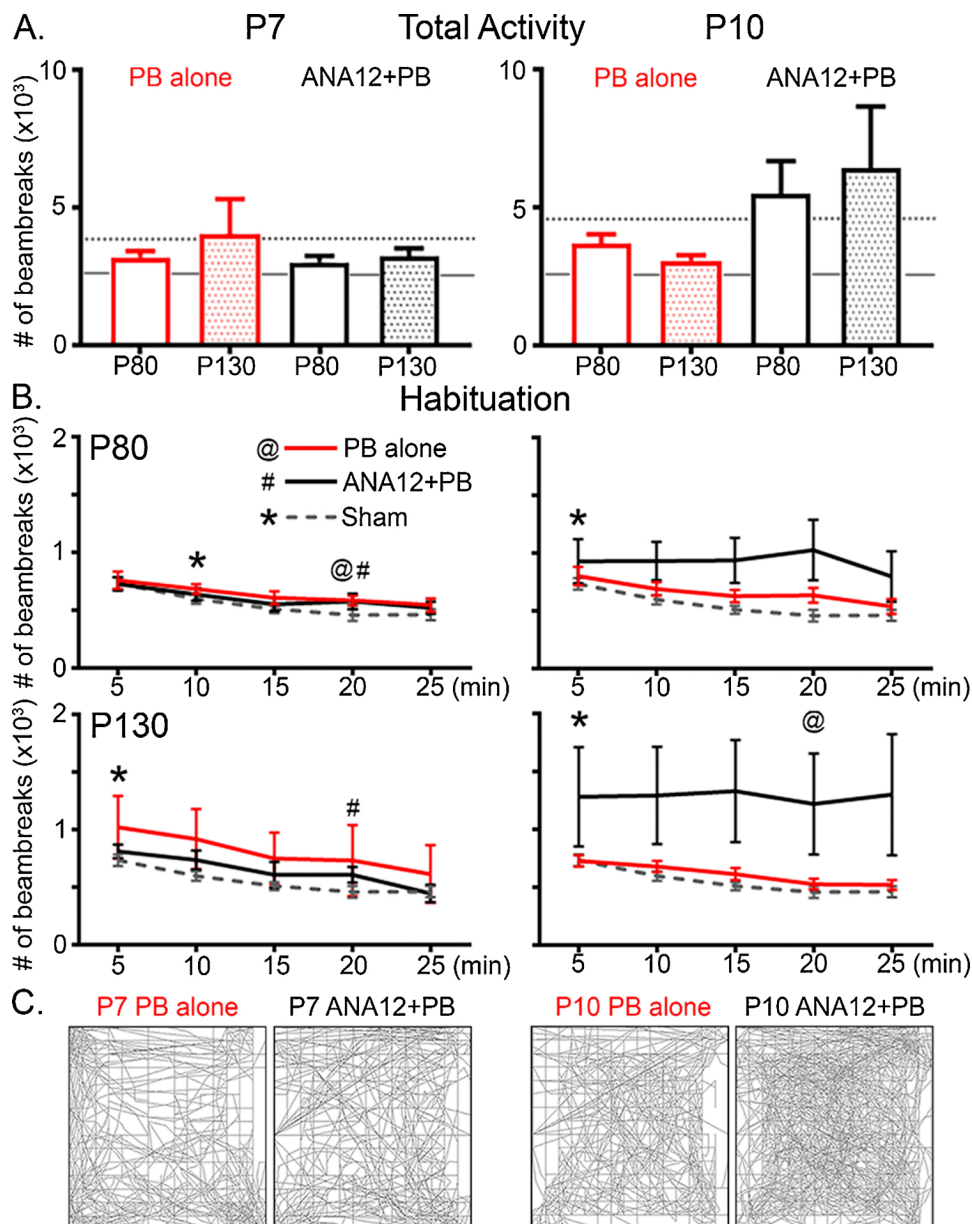 A. P7 Total Activity P10
# of beambreaks (x10³)
10
5
0
PB alone ANA12+PB
P80 P130 P80 P130
10
5
0
PB alone ANA12+PB
P80 P130 P80 P130
B. Habituation
# of beambreaks (x10³)
2
1
0
P80
@ PB alone
# ANA12+PB
* Sham
*
@#
5 10 15 20 25 (min)
*
5 10 15 20 25 (min)
# of beambreaks (x10³)
2
1
0
P130
*
#
5 10 15 20 25 (min)
*
@
5 10 15 20 25 (min)
C. P7 PB alone P7 ANA12+PB P10 PB alone P10 ANA12+PB